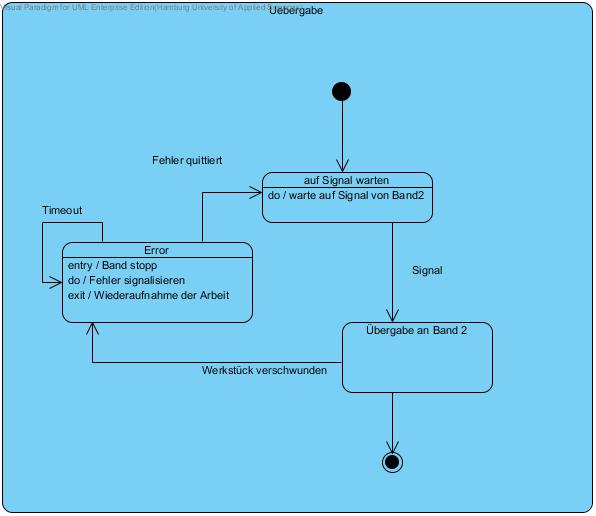 Visual Paradigm for UML Enterprise Edition(Hamburg University of Applied
Uebergabe
Fehler quittiert
auf Signal warten
do / warte auf Signal von Band2
Timeout
Error
entry / Band stopp
do / Fehler signalisieren
exit / Wiederaufnahme der Arbeit
Signal
Übergabe an Band 2
Werkstück verschwunden